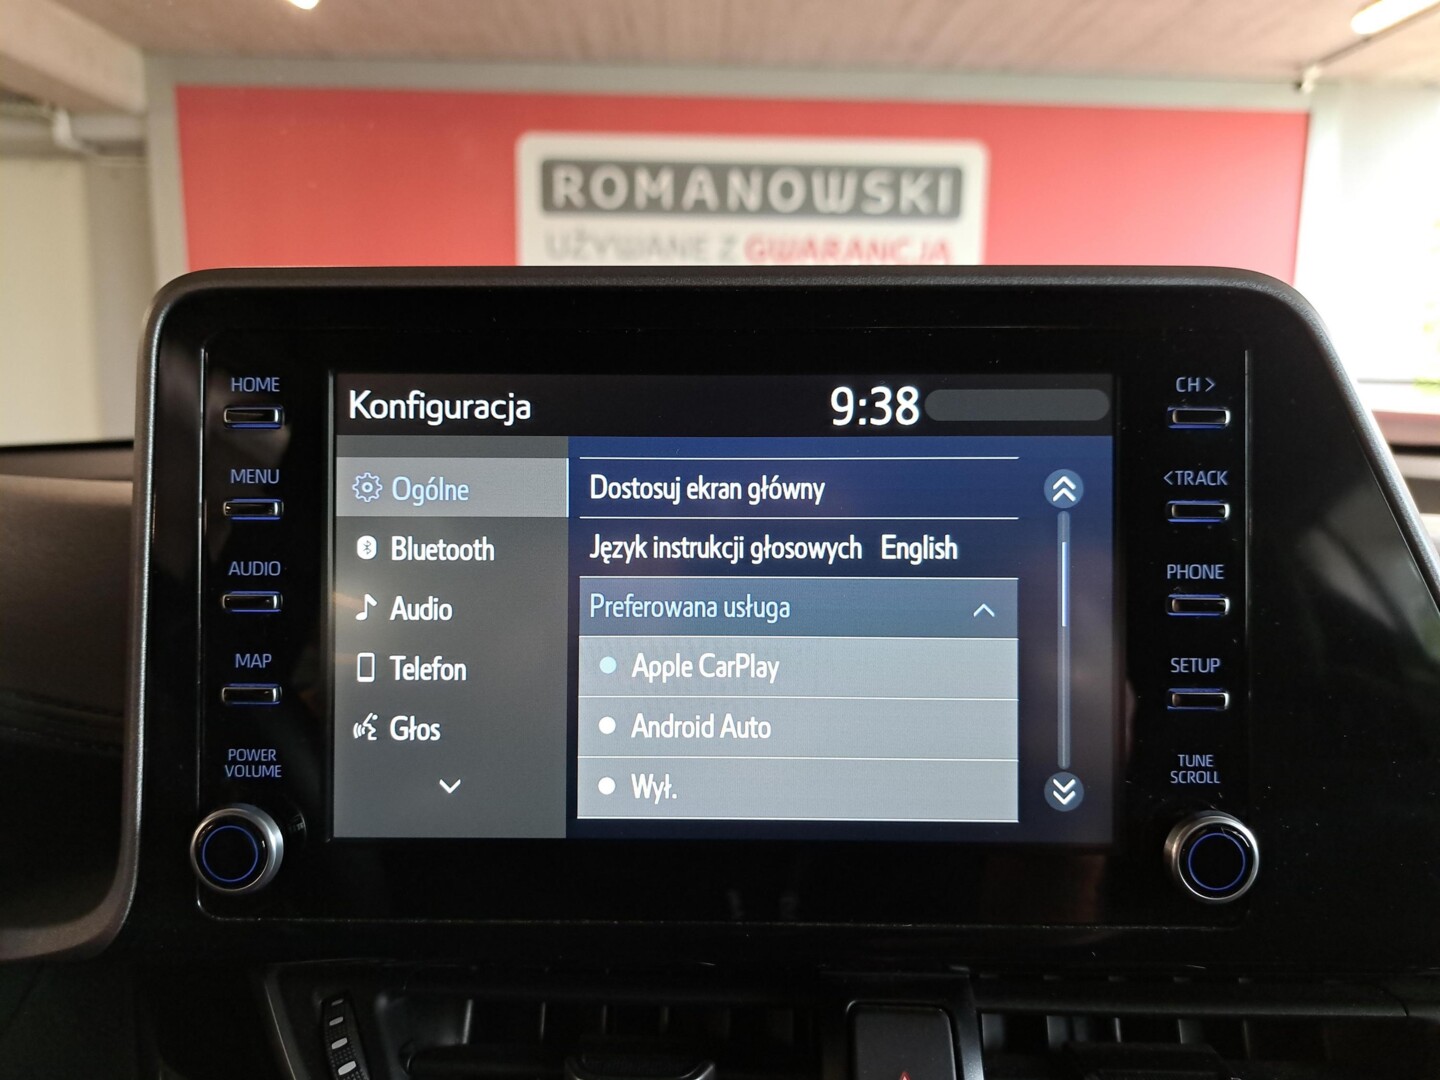 ROMANOWSKI
UŻYWANE Z GWARANCJĄ
HOME
MENU
AUDIO
MAP
POWER
VOLUME
Konfiguracja
9:38
Ogólne
Bluetooth
Audio
Telefon
Głos
Dostosuj ekran główny
Język instrukcji głosowych English
Preferowana usługa
Apple CarPlay
Android Auto
Wył.
CH >
< TRACK
PHONE
SETUP
TUNE
SCROLL